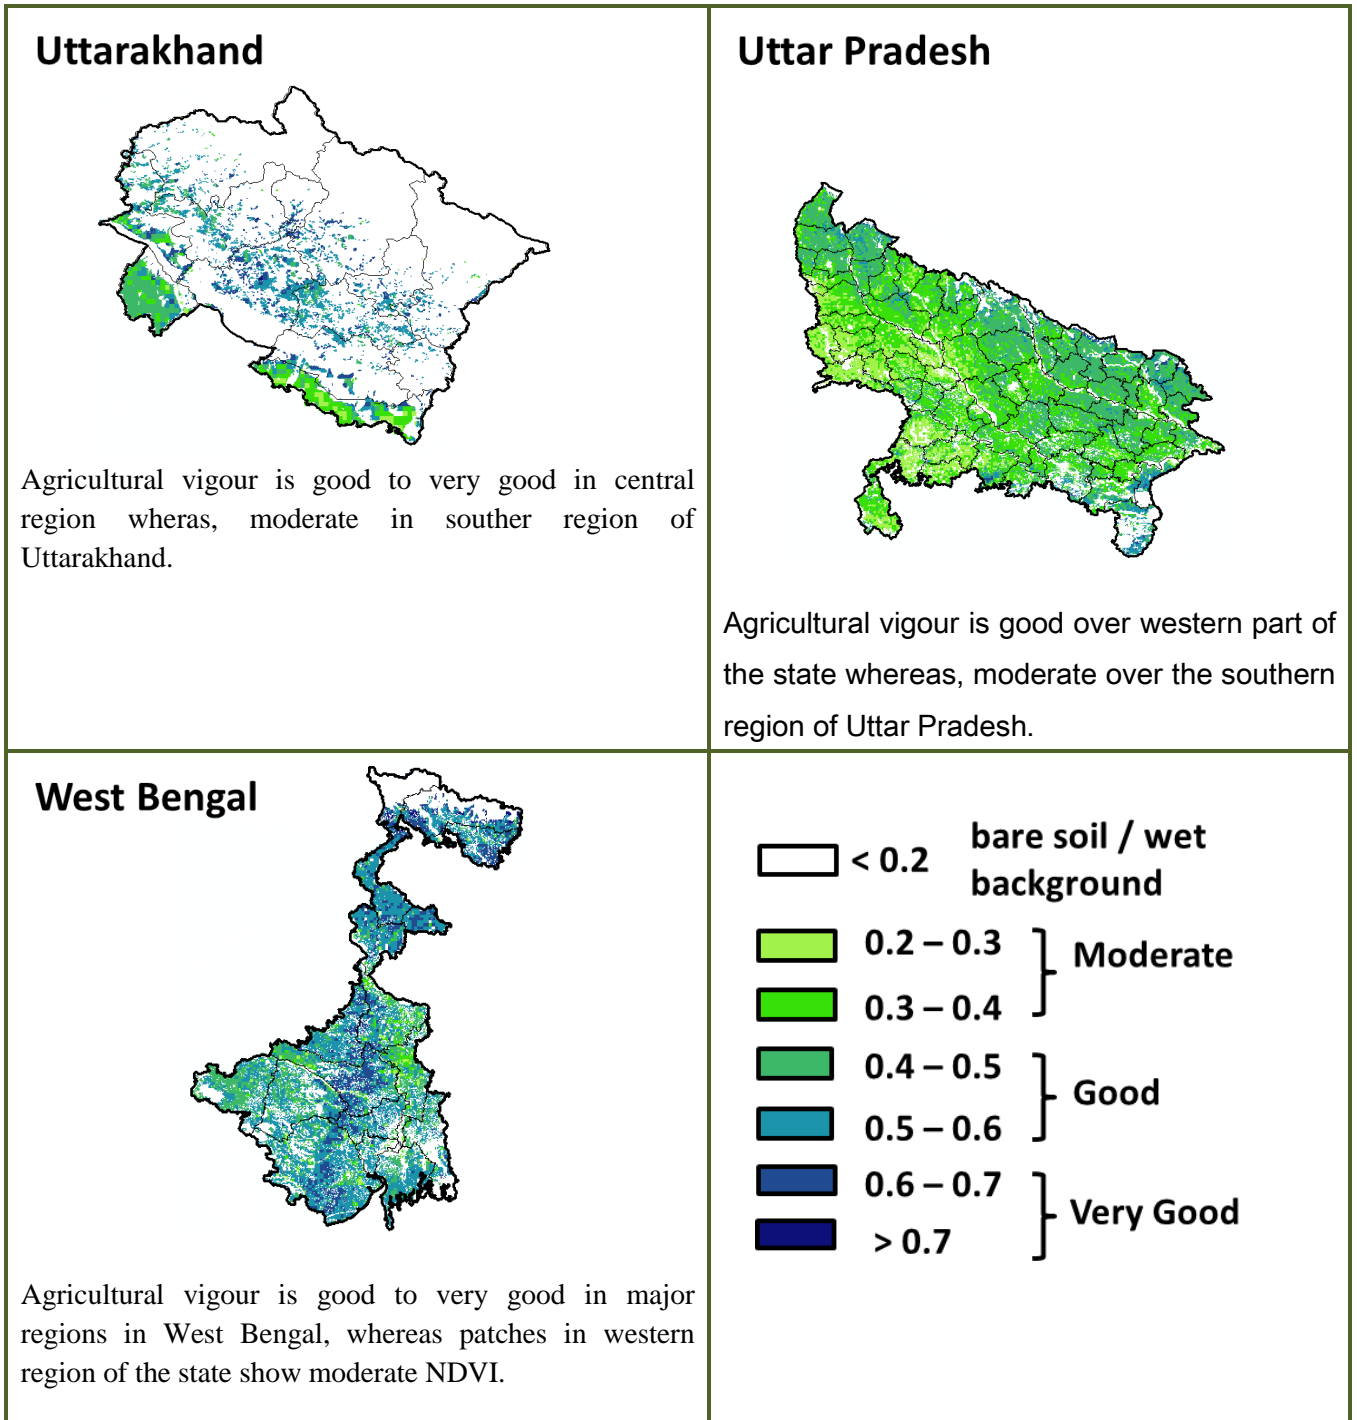 Uttarakhand
Agricultural vigour is good to very good in central
region wheras, moderate in souther region of
Uttarakhand.
Uttar Pradesh
Agricultural vigour is good over western part of
the state whereas, moderate over the southern
region of Uttar Pradesh.
West Bengal
Agricultural vigour is good to very good in major
regions in West Bengal, whereas patches in western
region of the state show moderate NDVI.
< 0.2 bare soil / wet
background
0.2 – 0.3
Moderate
0.3 – 0.4
0.4 – 0.5
Good
0.5 – 0.6
0.6 – 0.7
Very Good
> 0.7